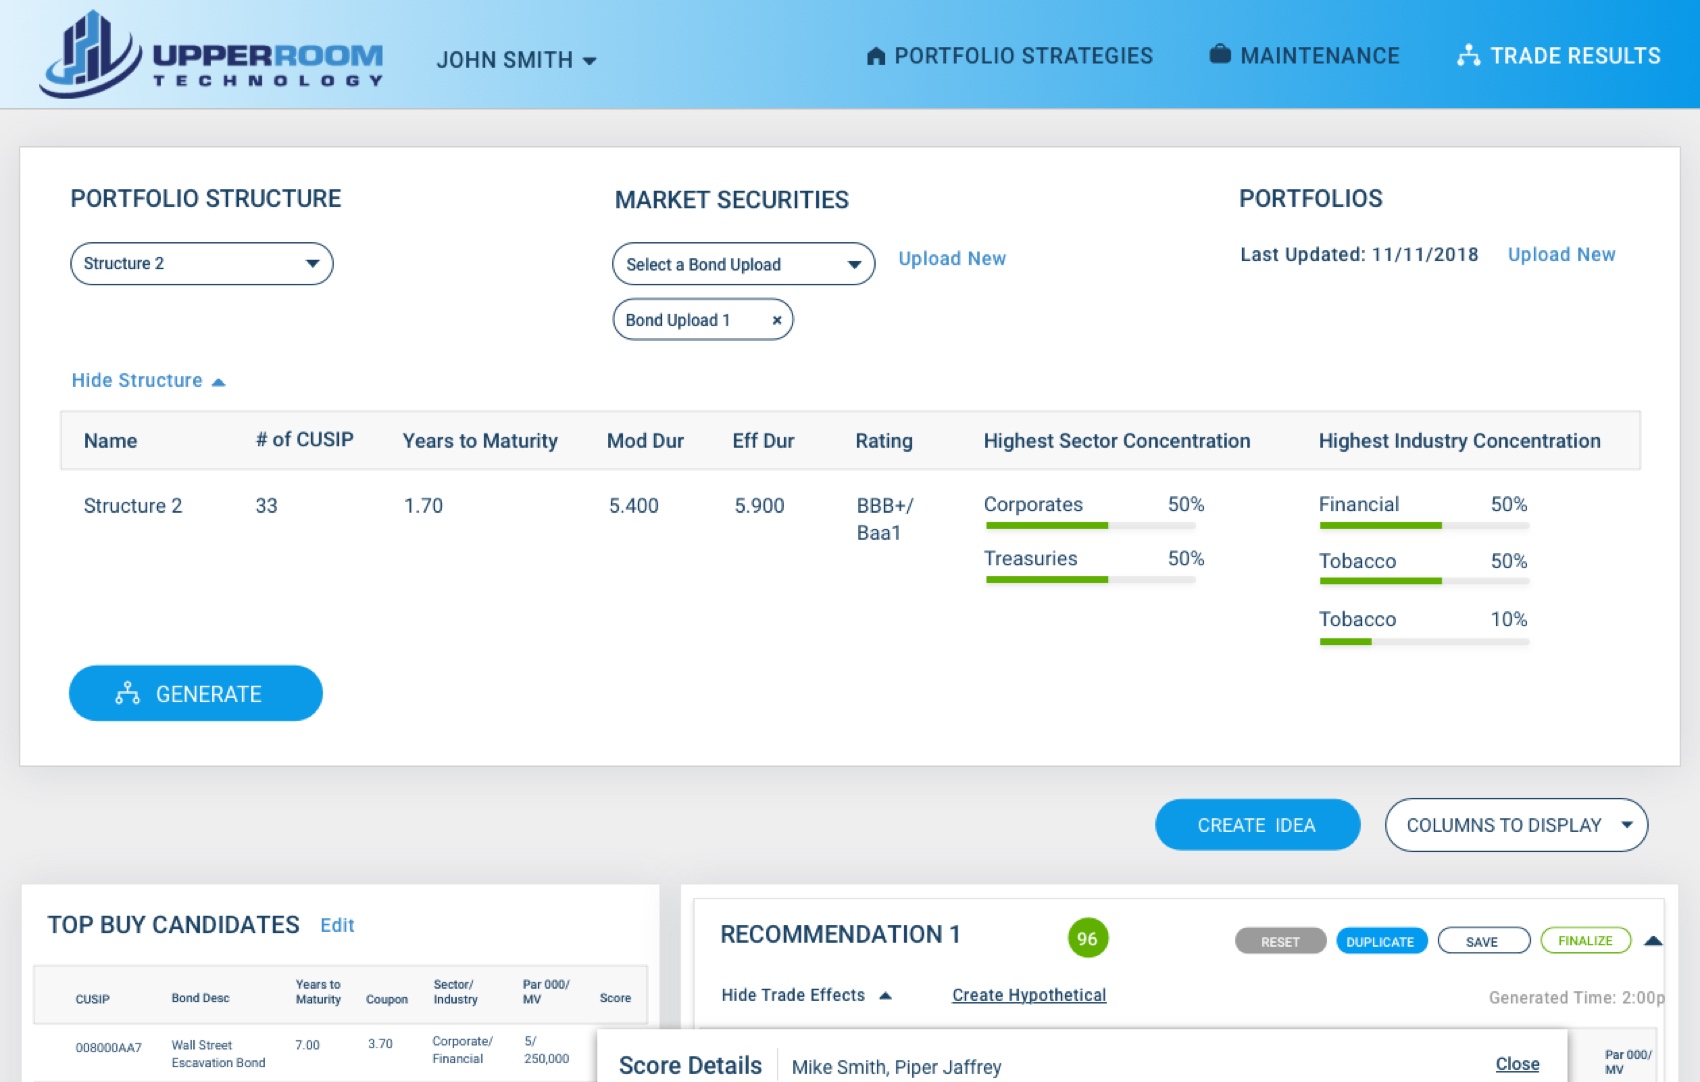 UPPERROOM
TECHNOLOGY
JOHN SMITH
PORTFOLIO STRATEGIES
MAINTENANCE
TRADE RESULTS
PORTFOLIO STRUCTURE
MARKET SECURITIES
PORTFOLIOS
Structure 2
Select a Bond Upload
Upload New
Last Updated: 11/11/2018
Upload New
Bond Upload 1 ×
Hide Structure
Name # of CUSIP Years to Maturity Mod Dur Eff Dur Rating Highest Sector Concentration Highest Industry Concentration
Structure 2 33 1.70 5.400 5.900 BBB+/ Corporates 50% Financial 50%
Baa1
Treasuries 50% Tobacco 50%
Tobacco 10%
GENERATE
CREATE IDEA
COLUMNS TO DISPLAY
TOP BUY CANDIDATES Edit
CUSIP Bond Desc Years to Maturity Coupon Sector/ Industry Par 000/ MV Score
008000AA7 Wall Street Escavation Bond 7.00 3.70 Corporate/ Financial 5/ 250,000
RECOMMENDATION 1
96
RESET
DUPLICATE
SAVE
FINALIZE
Hide Trade Effects
Create Hypothetical
Generated Time: 2:00p
Par 000/
MV
Score Details
Mike Smith, Piper Jaffrey
Close